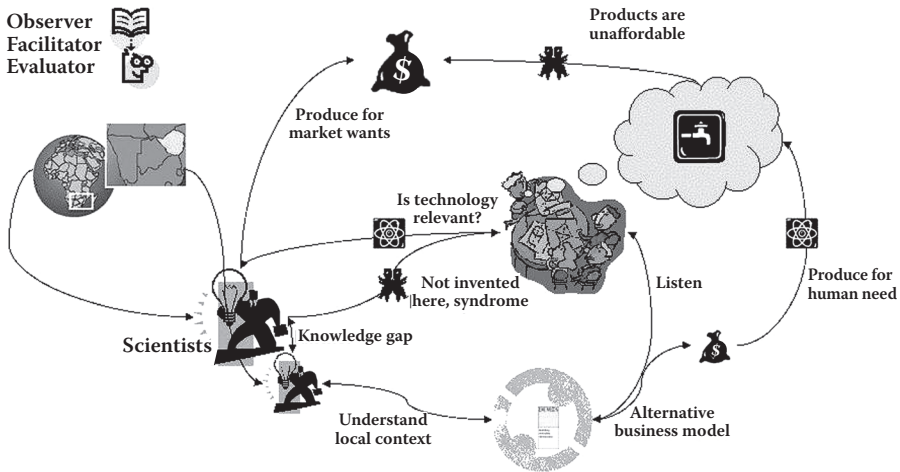 Observer
Facilitator
Evaluator
Products are
unaffordable
$
Produce for
market wants
Is technology
relevant?
Not invented
|here, syndrome
Listen
Produce for
human need
Scientists
Knowledge gap
$
Understand
local context
Alternative
business model